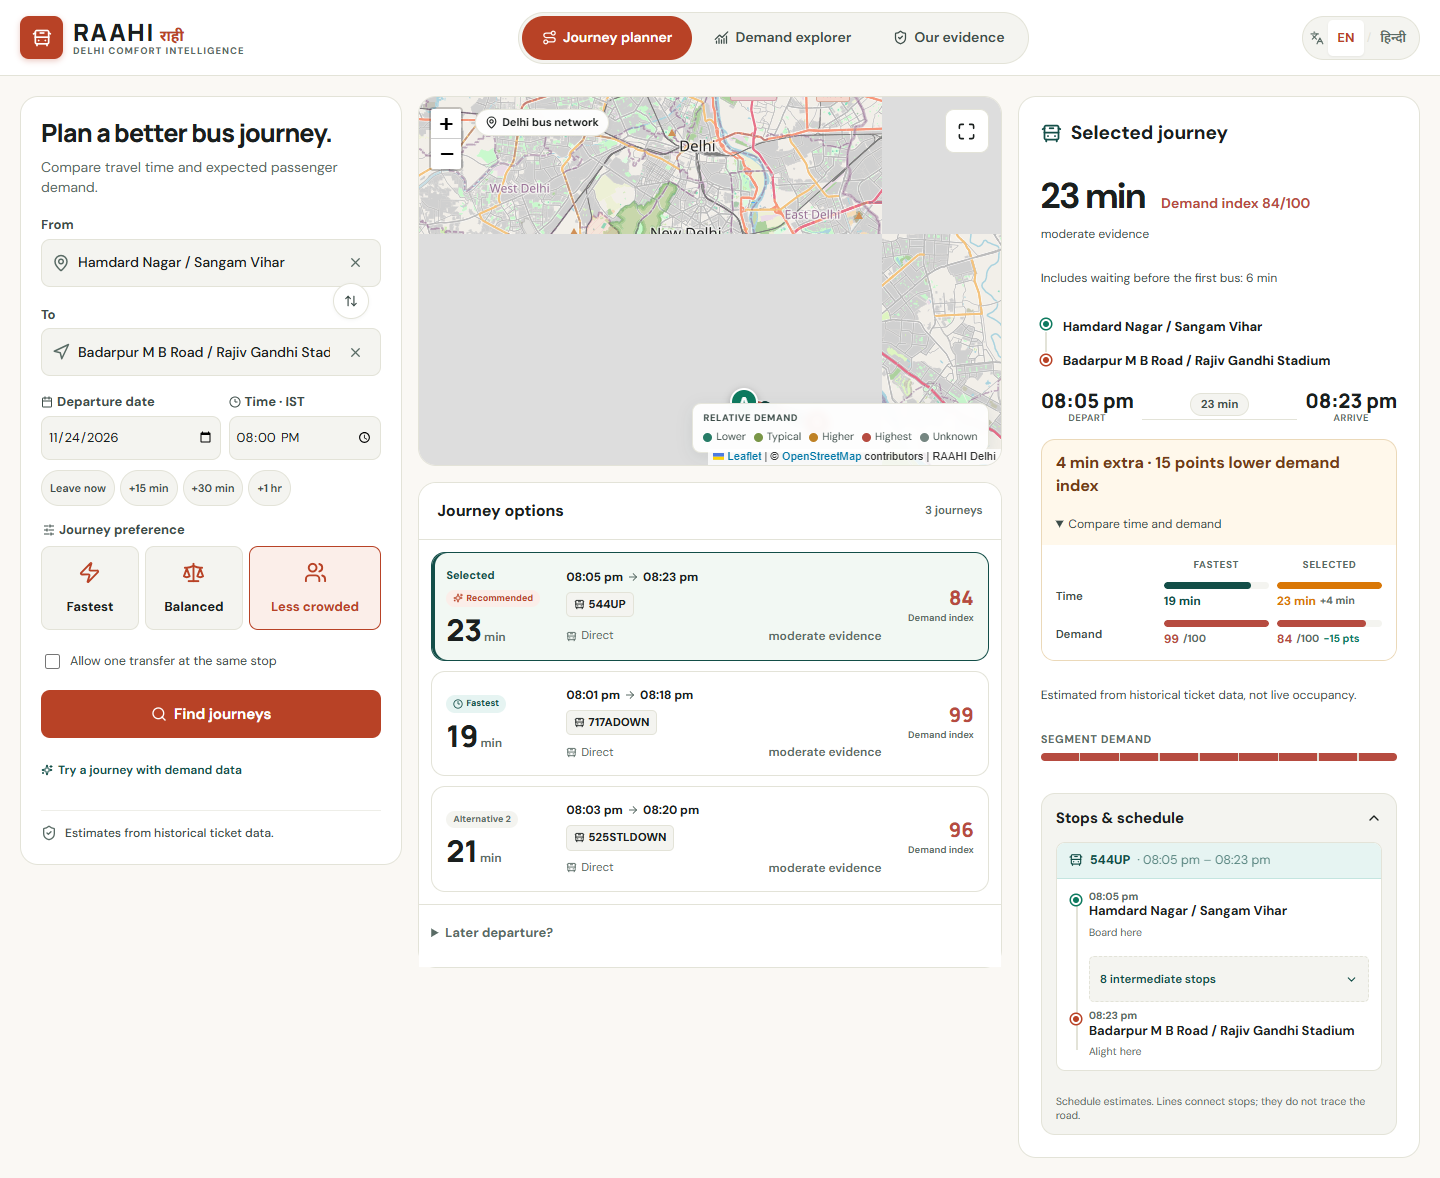 RAAHI राही
DELHI COMFORT INTELLIGENCE
Journey planner
Demand explorer
Our evidence
EN / हिन्दी
Plan a better bus journey.
Compare travel time and expected passenger
demand.
From
Hamdard Nagar / Sangam Vihar
To
Badarpur M B Road / Rajiv Gandhi Stad
Departure date
Time · IST
11/24/2026
08:00 PM
Leave now
+15 min
+30 min
+1 hr
Journey preference
Fastest
Balanced
Less crowded
Allow one transfer at the same stop
Find journeys
Try a journey with demand data
Estimates from historical ticket data.
+
−
Delhi bus network
Delhi
West Delhi
East Delhi
New Delhi
A
RELATIVE DEMAND
Lower
Typical
Higher
Highest
Unknown
Leaflet | © OpenStreetMap contributors | RAAHI Delhi
Journey options
3 journeys
Selected
Recommended
23 min
08:05 pm → 08:23 pm
544UP
Direct
moderate evidence
84
Demand index
Fastest
19 min
08:01 pm → 08:18 pm
717ADOWN
Direct
moderate evidence
99
Demand index
Alternative 2
21 min
08:03 pm → 08:20 pm
525STLDOWN
Direct
moderate evidence
96
Demand index
Later departure?
Selected journey
23 min
Demand index 84/100
moderate evidence
Includes waiting before the first bus: 6 min
Hamdard Nagar / Sangam Vihar
Badarpur M B Road / Rajiv Gandhi Stadium
08:05 pm
DEPART
23 min
08:23 pm
ARRIVE
4 min extra · 15 points lower demand
index
Compare time and demand
FASTEST
SELECTED
Time
19 min
23 min +4 min
Demand
99 /100
84 /100 −15 pts
Estimated from historical ticket data, not live occupancy.
SEGMENT DEMAND
Stops & schedule
544UP · 08:05 pm – 08:23 pm
08:05 pm
Hamdard Nagar / Sangam Vihar
Board here
8 intermediate stops
08:23 pm
Badarpur M B Road / Rajiv Gandhi Stadium
Alight here
Schedule estimates. Lines connect stops; they do not trace the
road.